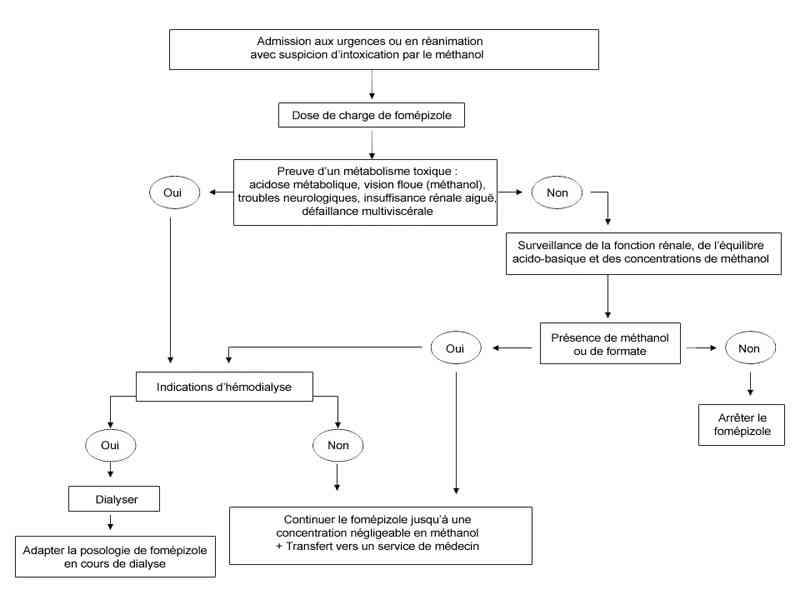 Admission aux urgences ou en réanimation
avec suspicion d'intoxication par le méthanol
Dose de charge de fomépizole
Preuve d'un métabolisme toxique :
acidose métabolique, vision floue (méthanol),
troubles neurologiques, insuffisance rénale aiguë,
défaillance multiviscérale
Oui
Non
Surveillance de la fonction rénale, de l'équilibre
acido-basique et des concentrations de méthanol
Présence de méthanol
ou de formate
Oui
Non
Arrêter le
fomépizole
Indications d'hémodialyse
Oui
Non
Dialyser
Adapter la posologie de fomépizole
en cours de dialyse
Continuer le fomépizole jusqu'à une
concentration négligeable en méthanol
+ Transfert vers un service de médecin